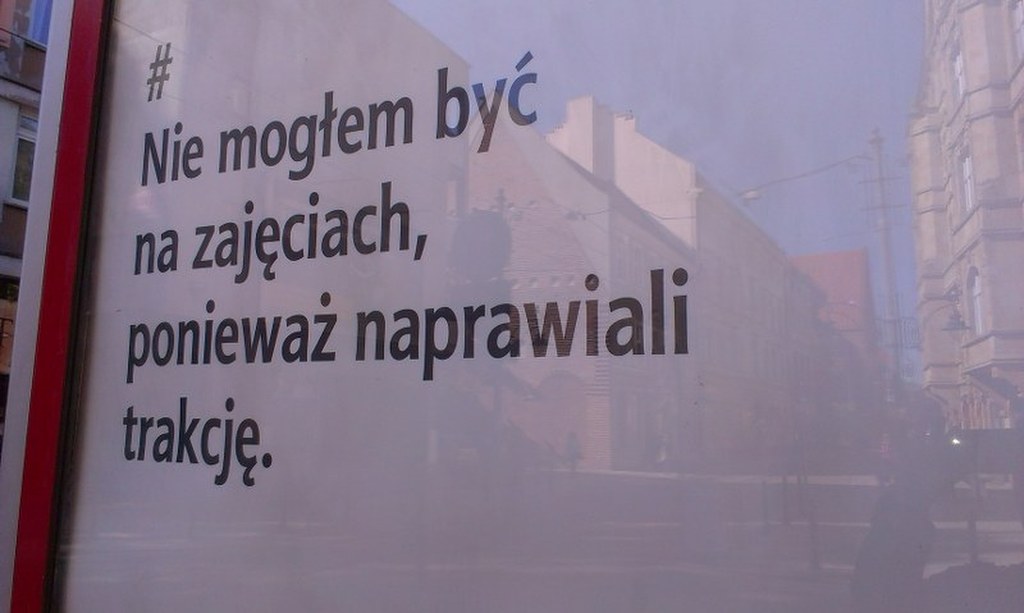 #
Nie mogłem być
na zajęciach,
ponieważ naprawiali
trakcję.